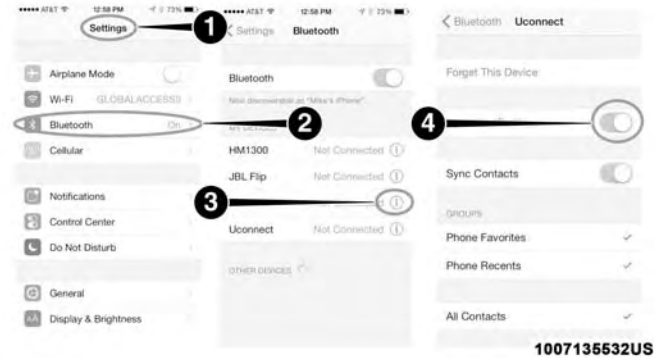 AT&T 12:58 PM 73%
Settings
Airplane Mode
Wi-Fi GLOBALACCESS
Bluetooth On
Cellular
Notifications
Control Center
Do Not Disturb
General
Display & Brightness
1
2
3
4
AT&T 12:58 PM 73%
Settings Bluetooth
Bluetooth
Now discoverable as "Mike's iPhone".
MY DEVICES
HM1300 Not Connected
JBL Flip Not Connected
Uconnect Not Connected
OTHER DEVICES
Bluetooth Uconnect
Forget This Device
Sync Contacts
GROUPS
Phone Favorites
Phone Recents
All Contacts
1007135532US